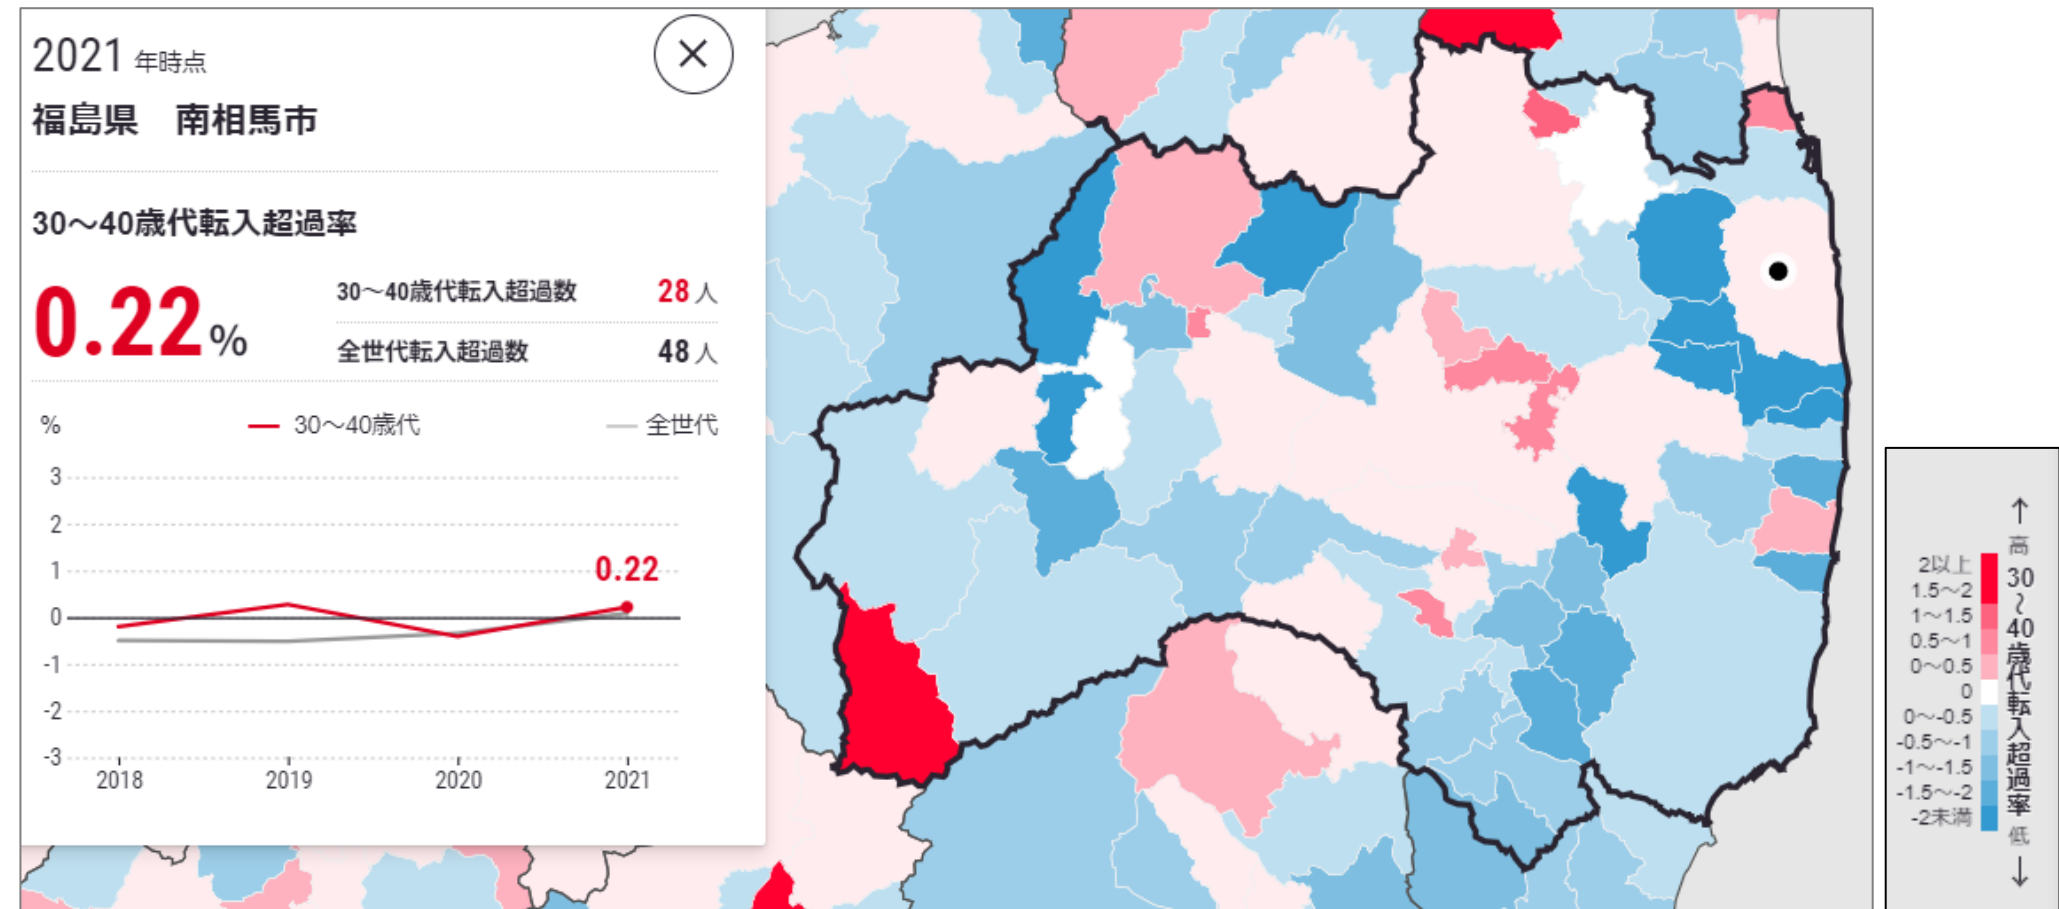 2021 年時点
福島県　南相馬市
30～40歳代転入超過率
0.22%
30～40歳代転入超過数 28人
全世代転入超過数 48人
% 30～40歳代 全世代
3
2
1
0.22
0
-1
-2
-3
2018 2019 2020 2021
↑
高
2以上
1.5～2
1～1.5
0.5～1
0～0.5
0
0～-0.5
-0.5～-1
-1～-1.5
-1.5～-2
-2未満
30～40歳代転入超過率
低
↓